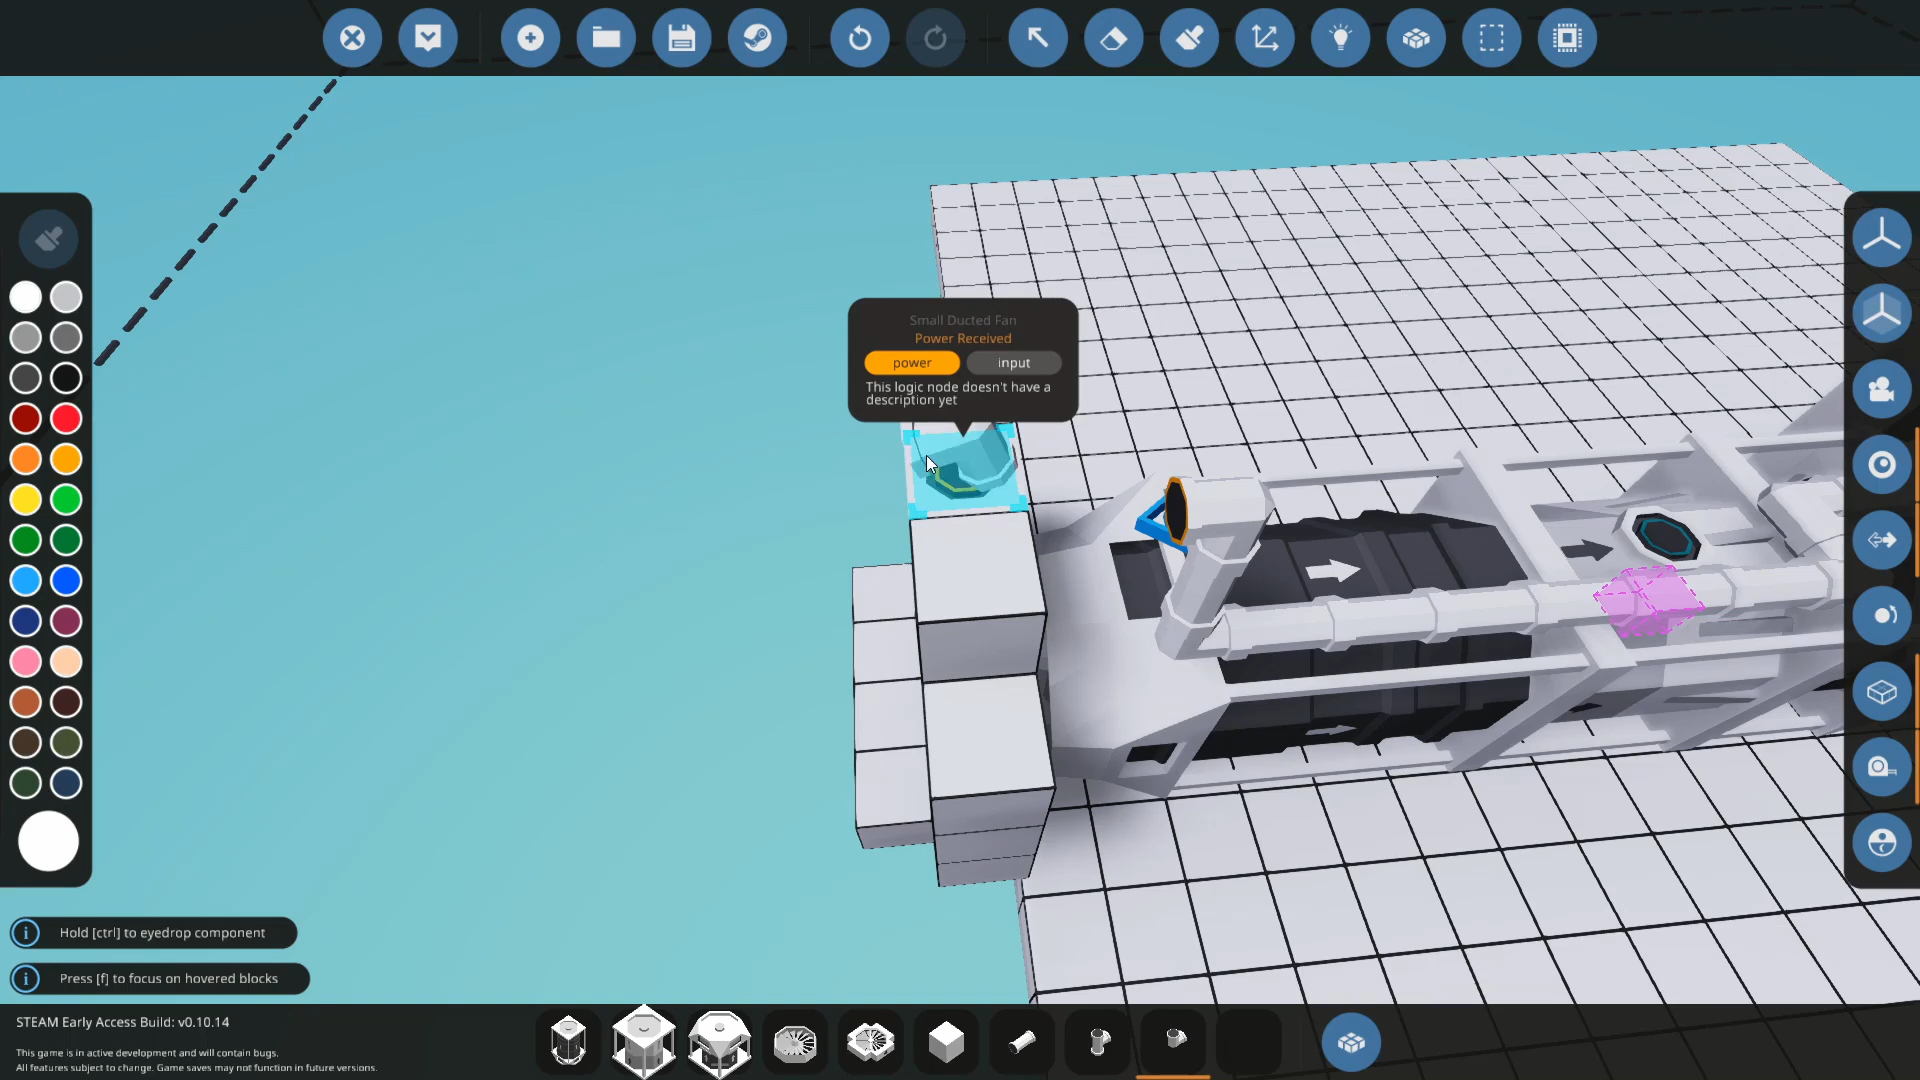 Small Ducted Fan
Power Received
power input
This logic node doesn't have a
description yet
Hold [ctrl] to eyedrop component
Press [f] to focus on hovered blocks
STEAM Early Access Build: v0.10.14
This game is in active development and will contain bugs.
All features subject to change. Game saves may not function in future versions.